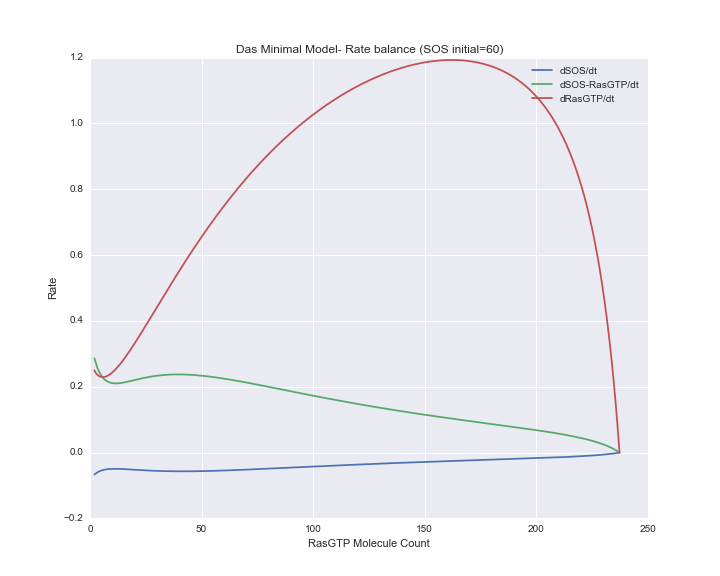 Das Minimal Model- Rate balance (SOS initial=60)
1.2
1.0
0.8
0.6
0.4
0.2
0.0
−0.2
Rate
dSOS/dt
dSOS-RasGTP/dt
dRasGTP/dt
0 50 100 150 200 250
RasGTP Molecule Count